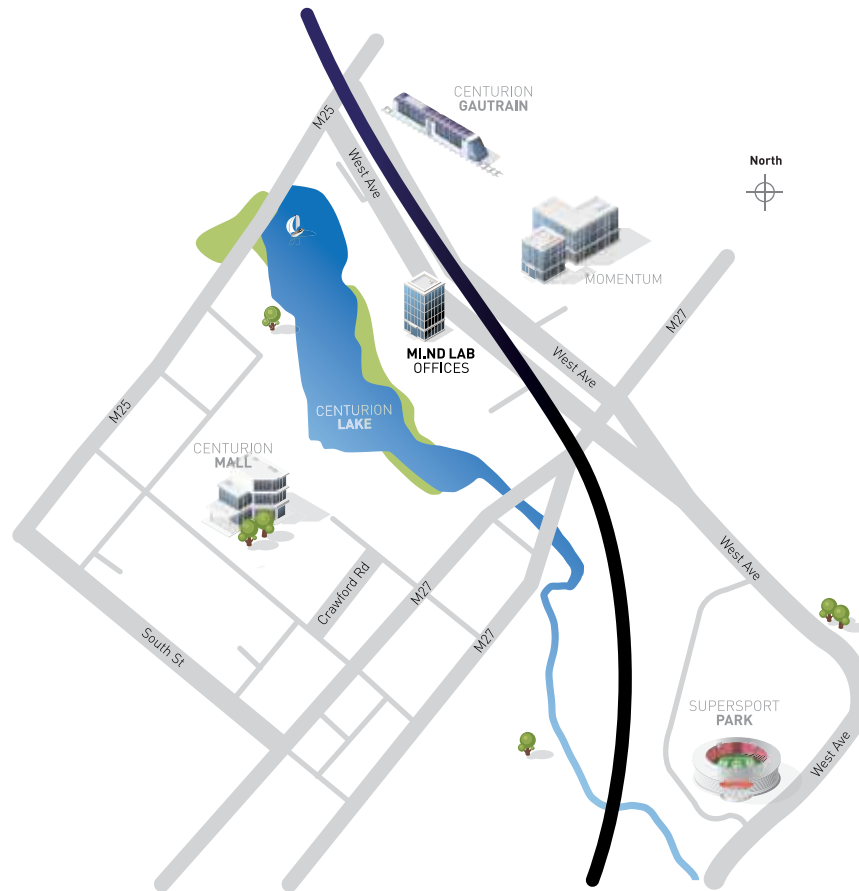 CENTURION
GAUTRAIN
M25
West Ave
North
MOMENTUM
M27
MI.ND LAB
OFFICES
West Ave
M25
CENTURION
LAKE
CENTURION
MALL
Crawford Rd
M27
West Ave
South St
M27
SUPERSPORT
PARK
West Ave